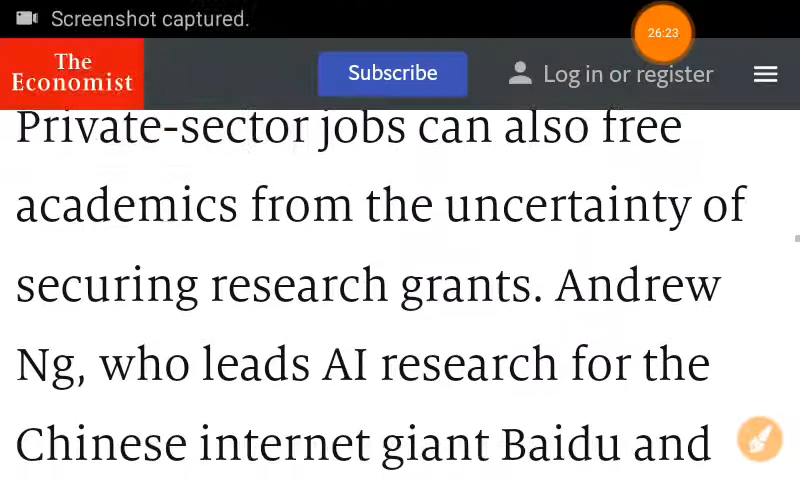 Screenshot captured.
26:23
The
Economist
Subscribe
Log in or register
Private-sector jobs can also free
academics from the uncertainty of
securing research grants. Andrew
Ng, who leads AI research for the
Chinese internet giant Baidu and